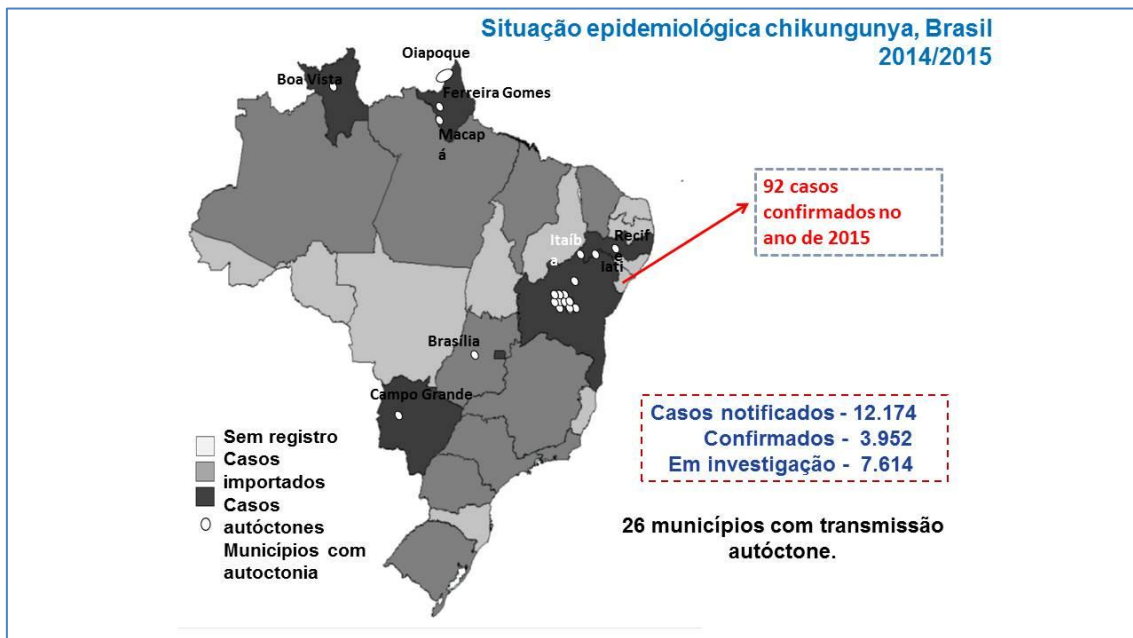 Situação epidemiológica chikungunya, Brasil
2014/2015
Oiapoque
Boa Vista
Ferreira Gomes
Macap
á
92 casos
confirmados no
ano de 2015
Recif
e
Itaíb
a
Iati
Brasília
Campo Grande
Casos notificados - 12.174
Confirmados - 3.952
Em investigação - 7.614
Sem registro
Casos
importados
Casos
autóctones
Municípios com
autoctonia
26 municípios com transmissão
autóctone.